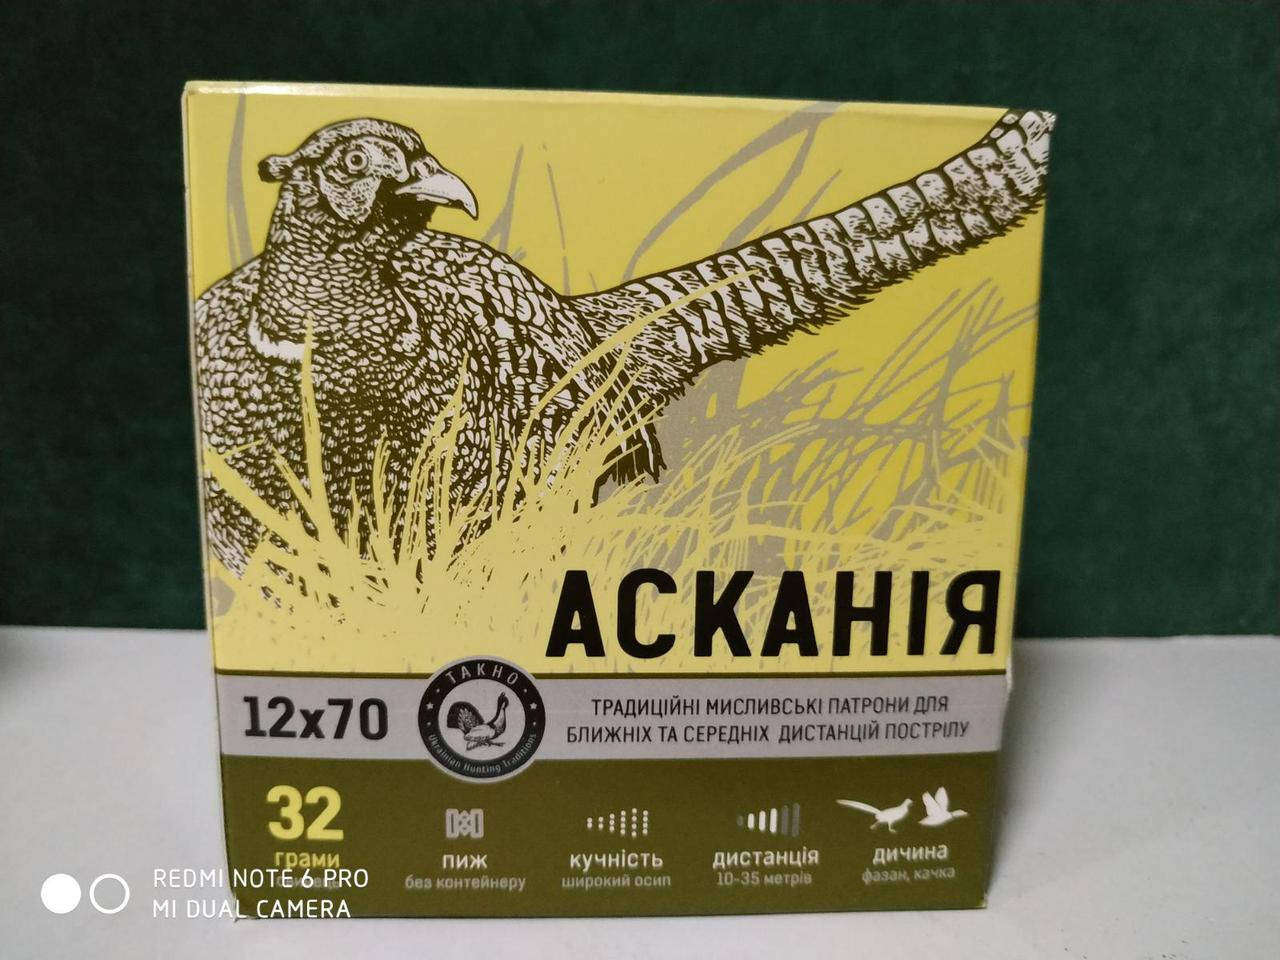 АСКАНІЯ
12x70
ТАКНО
Ukrainian Hunting Traditions
ТРАДИЦІЙНІ МИСЛИВСЬКІ ПАТРОНИ ДЛЯ
БЛИЖНІХ ТА СЕРЕДНІХ ДИСТАНЦІЙ ПОСТРІЛУ
32
грами
пиж
без контейнеру
кучність
широкий осип
дистанція
10-35 метрів
дичина
фазан, качка
REDMI NOTE 6 PRO
MI DUAL CAMERA